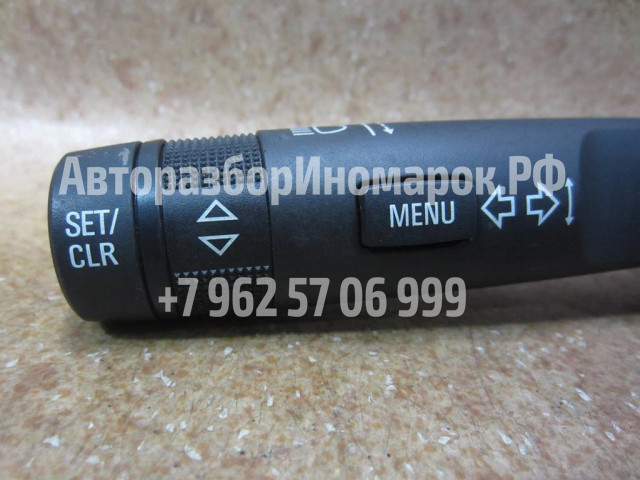 АвторазборИномарок.РФ
SET/
CLR
MENU
+7 962 57 06 999